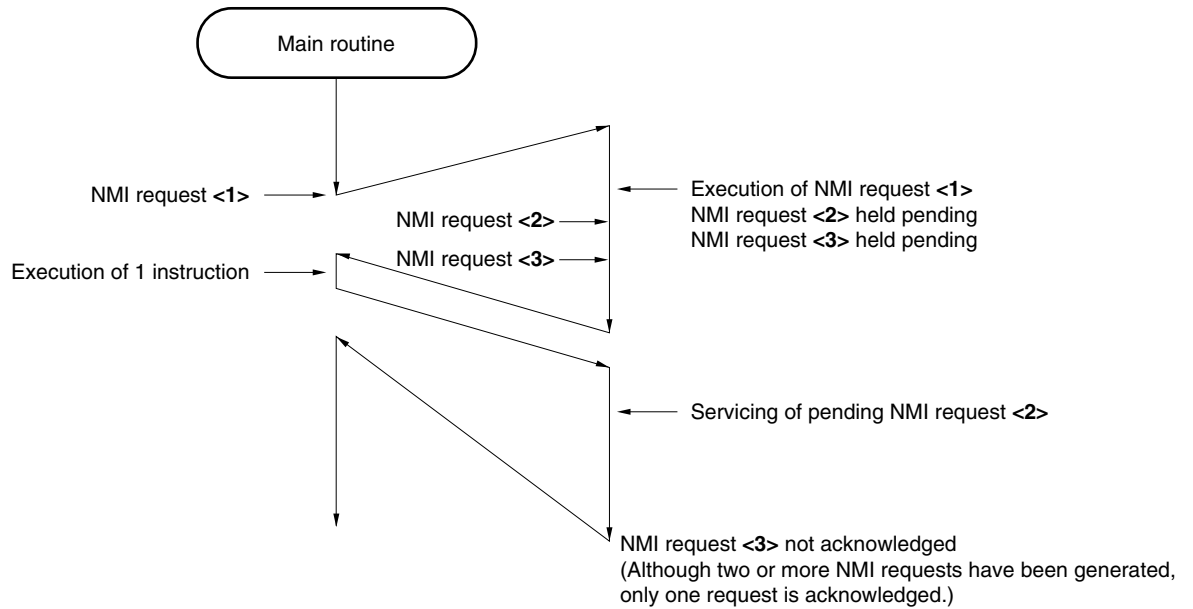 Main routine
NMI request <1>
Execution of NMI request <1>
NMI request <2> held pending
NMI request <3> held pending
NMI request <2>
NMI request <3>
Execution of 1 instruction
Servicing of pending NMI request <2>
NMI request <3> not acknowledged
(Although two or more NMI requests have been generated,
only one request is acknowledged.)